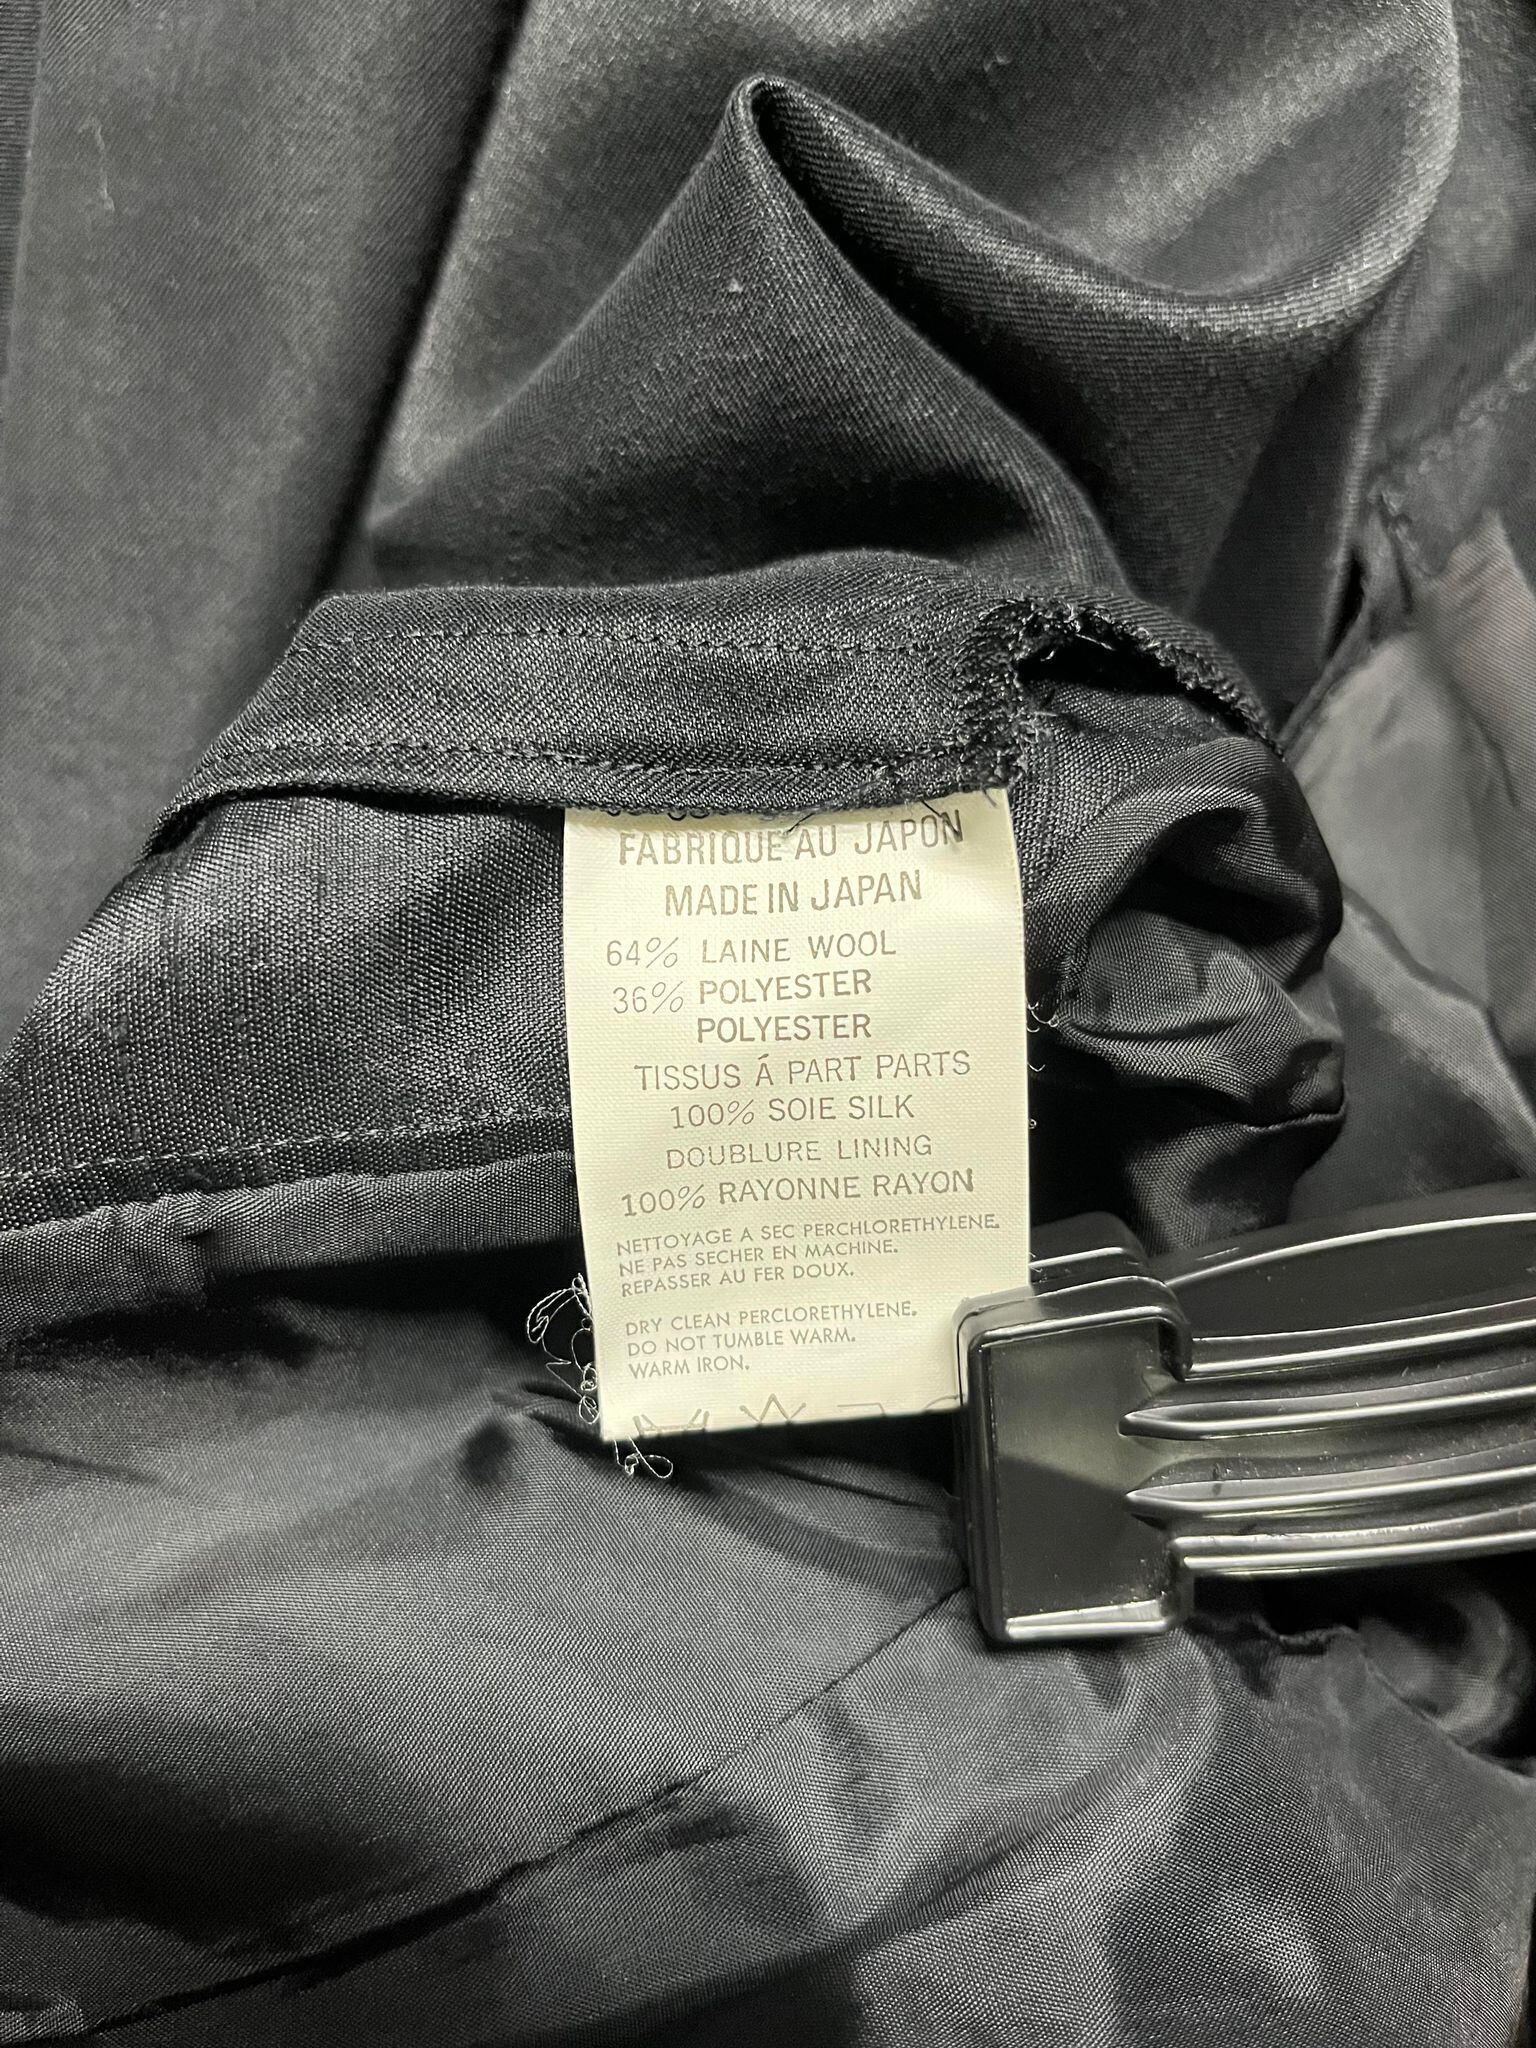 FABRIQUE AU JAPON
MADE IN JAPAN
64% LAINE WOOL
36% POLYESTER
POLYESTER
TISSUS Á PART PARTS
100% SOIE SILK
DOUBLURE LINING
100% RAYONNE RAYON
NETTOYAGE A SEC PERCHLORETHYLENE.
NE PAS SECHER EN MACHINE.
REPASSER AU FER DOUX.
DRY CLEAN PERCLORETHYLENE.
DO NOT TUMBLE WARM.
WARM IRON.